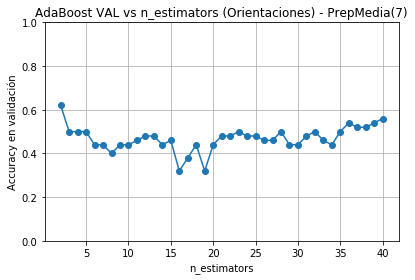 AdaBoost VAL vs n_estimators (Orientaciones) - PrepMedia(7)
1.0
0.8
0.6
0.4
0.2
0.0
Accuracy en validación
5 10 15 20 25 30 35 40
n_estimators